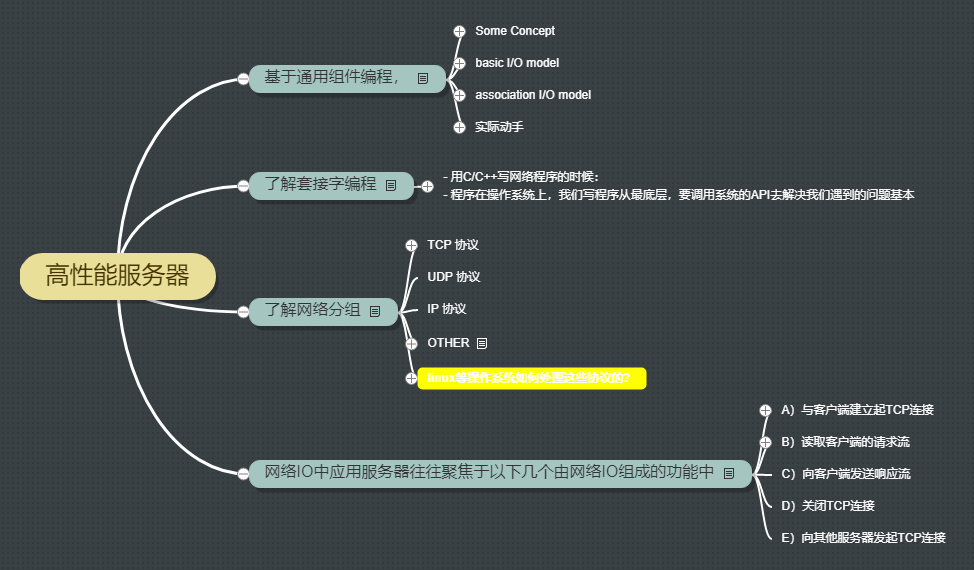 高性能服务器
基于通用组件编程，
Some Concept
basic I/O model
association I/O model
实际动手
了解套接字编程
- 用C/C++写网络程序的时候：
- 程序在操作系统上，我们写程序从最底层，要调用系统的API去解决我们遇到的问题基本
了解网络分组
TCP 协议
UDP 协议
IP 协议
OTHER
linux等操作系统如何处理这些协议的？
网络IO中应用服务器往往聚焦于以下几个由网络IO组成的功能中
A）与客户端建立起TCP连接
B）读取客户端的请求流
C）向客户端发送响应流
D）关闭TCP连接
E）向其他服务器发起TCP连接